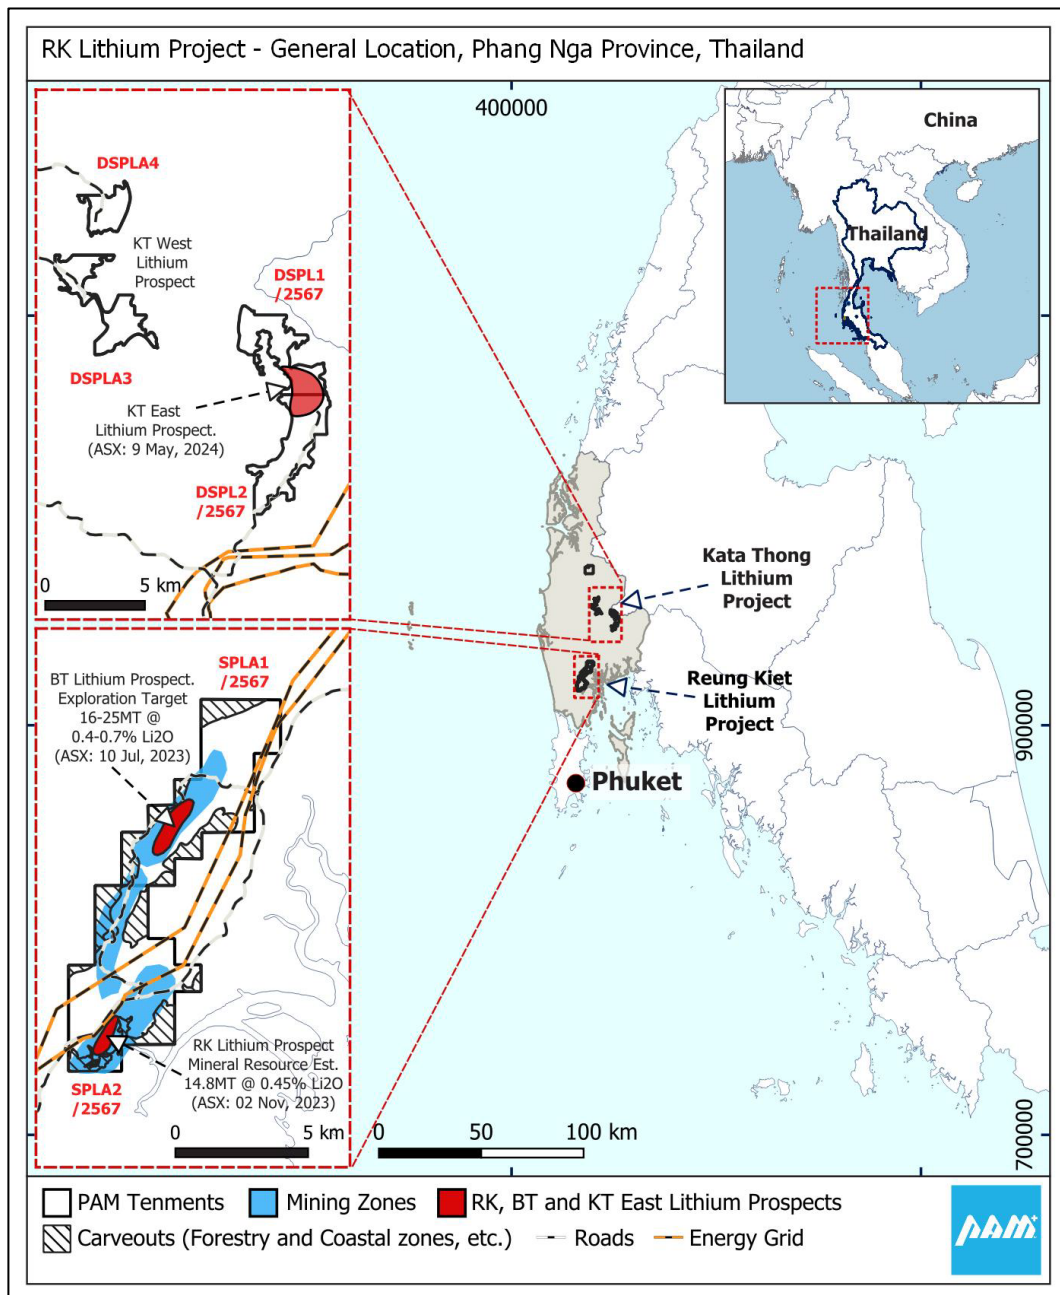 RK Lithium Project - General Location, Phang Nga Province, Thailand
400000
900000
700000
China
Thailand
DSPLA4
KT West
Lithium
Prospect
DSPL1
/2567
DSPLA3
KT East
Lithium Prospect.
(ASX: 9 May, 2024)
DSPL2
/2567
0 5 km
SPLA1
/2567
BT Lithium Prospect.
Exploration Target
16-25MT @
0.4-0.7% Li2O
(ASX: 10 Jul, 2023)
RK Lithium Prospect
Mineral Resource Est.
14.8MT @ 0.45% Li2O
(ASX: 02 Nov, 2023)
SPLA2
/2567
0 5 km
Kata Thong
Lithium
Project
Reung Kiet
Lithium
Project
Phuket
0 50 100 km
PAM Tenments
Mining Zones
RK, BT and KT East Lithium Prospects
Carveouts (Forestry and Coastal zones, etc.)
Roads
Energy Grid
PAM